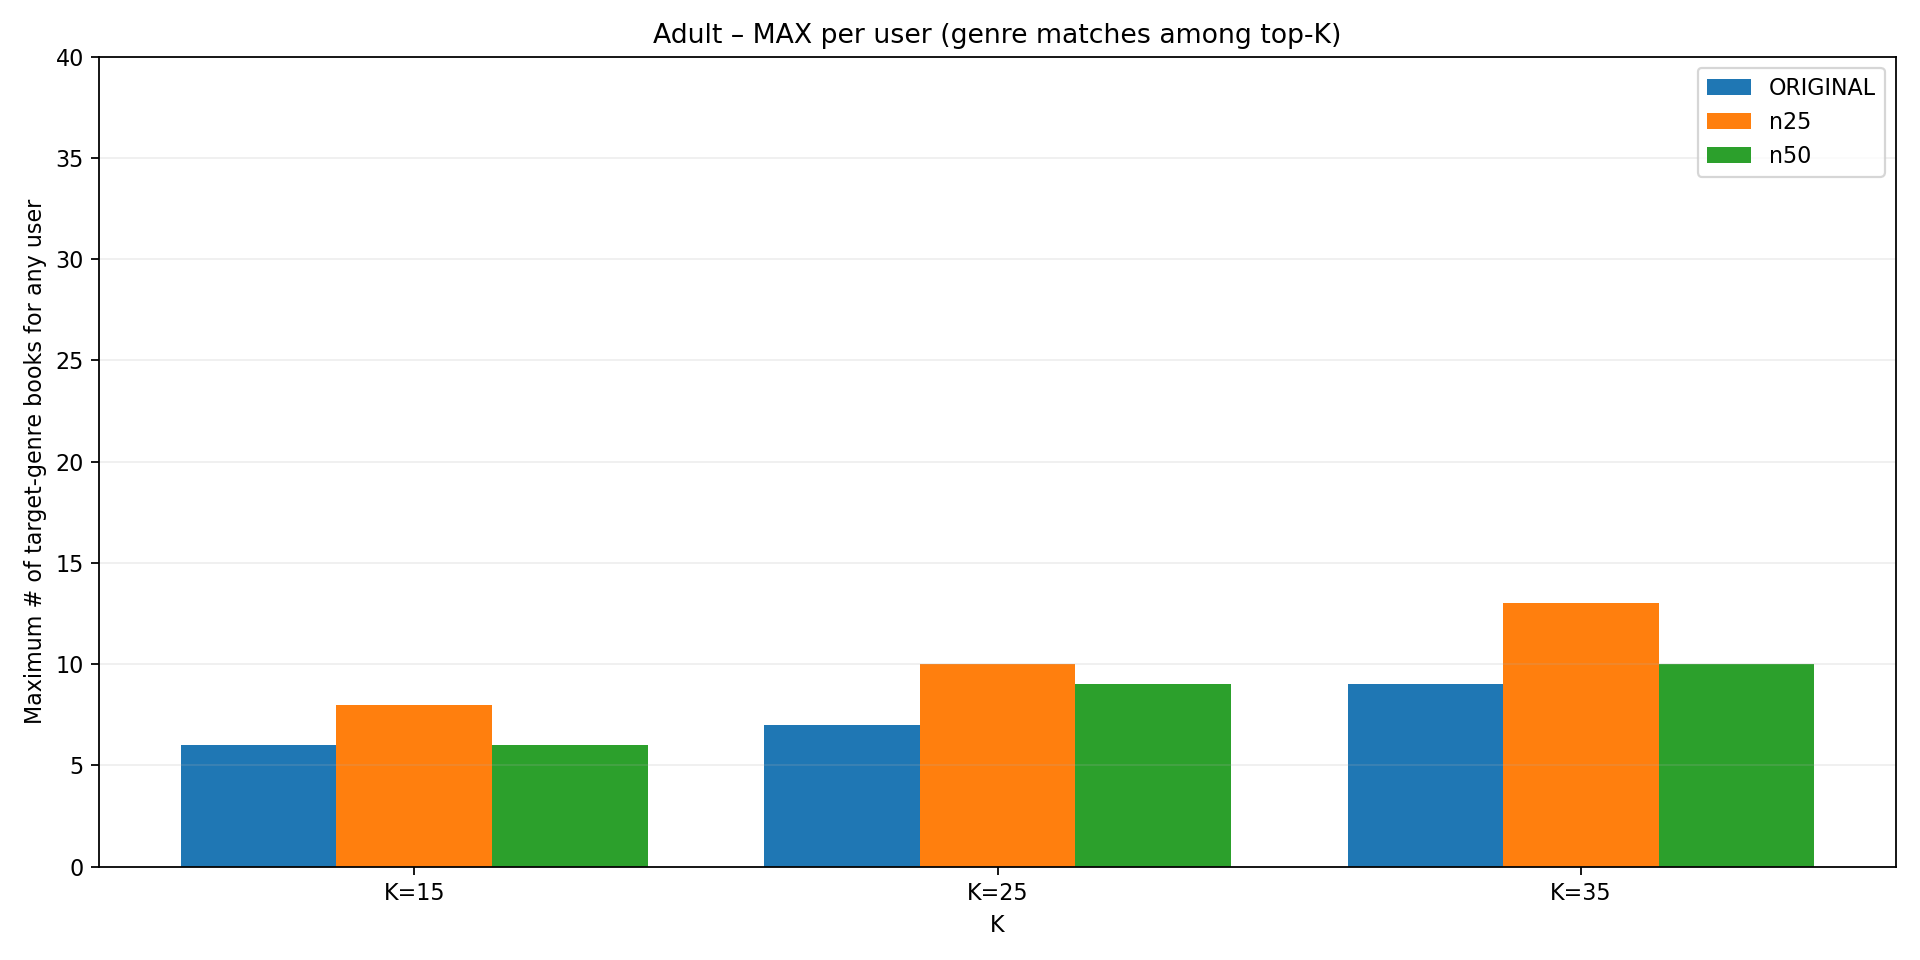 Adult – MAX per user (genre matches among top-K)
Maximum # of target-genre books for any user
40
35
30
25
20
15
10
5
0
ORIGINAL
n25
n50
K=15
K=25
K=35
K